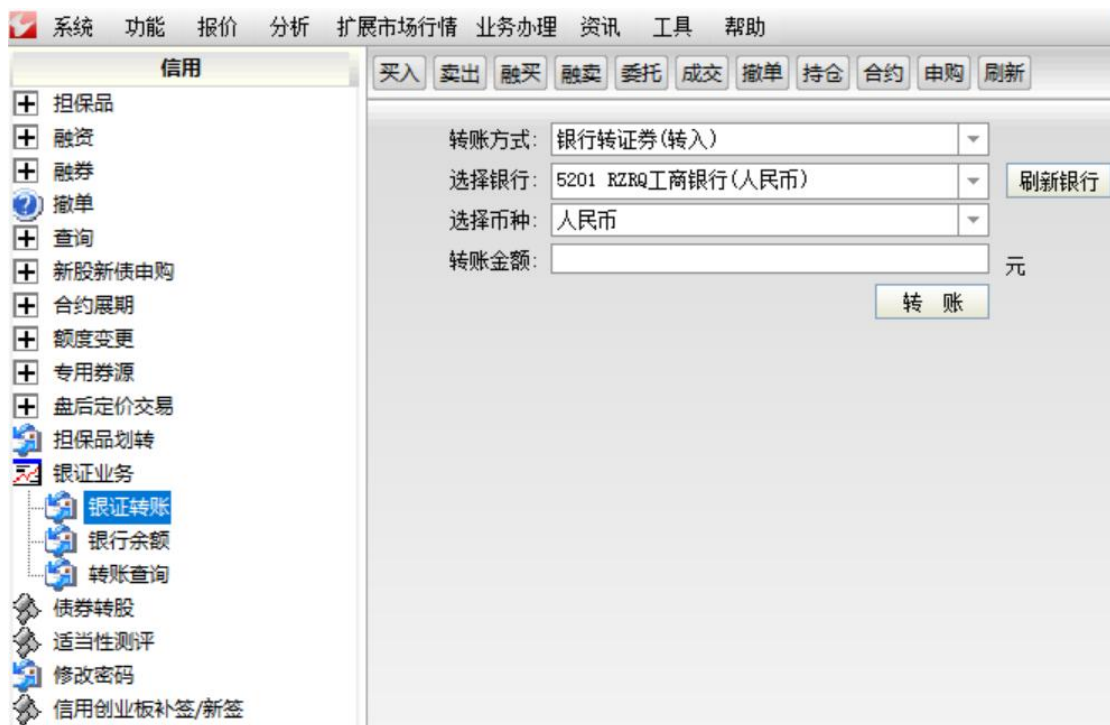 系统 功能 报价 分析 扩展市场行情 业务办理 资讯 工具 帮助
信用
买入 卖出 融买 融卖 委托 成交 撤单 持仓 合约 申购 刷新
担保品
融资
融券
撤单
查询
新股新债申购
合约展期
额度变更
专用券源
盘后定价交易
担保品划转
银证业务
银证转账
银行余额
转账查询
债券转股
适当性测评
修改密码
信用创业板补签/新签
转账方式: 银行转证券(转入)
选择银行: 5201 RZRQ工商银行(人民币) 刷新银行
选择币种: 人民币
转账金额: 元
转 账